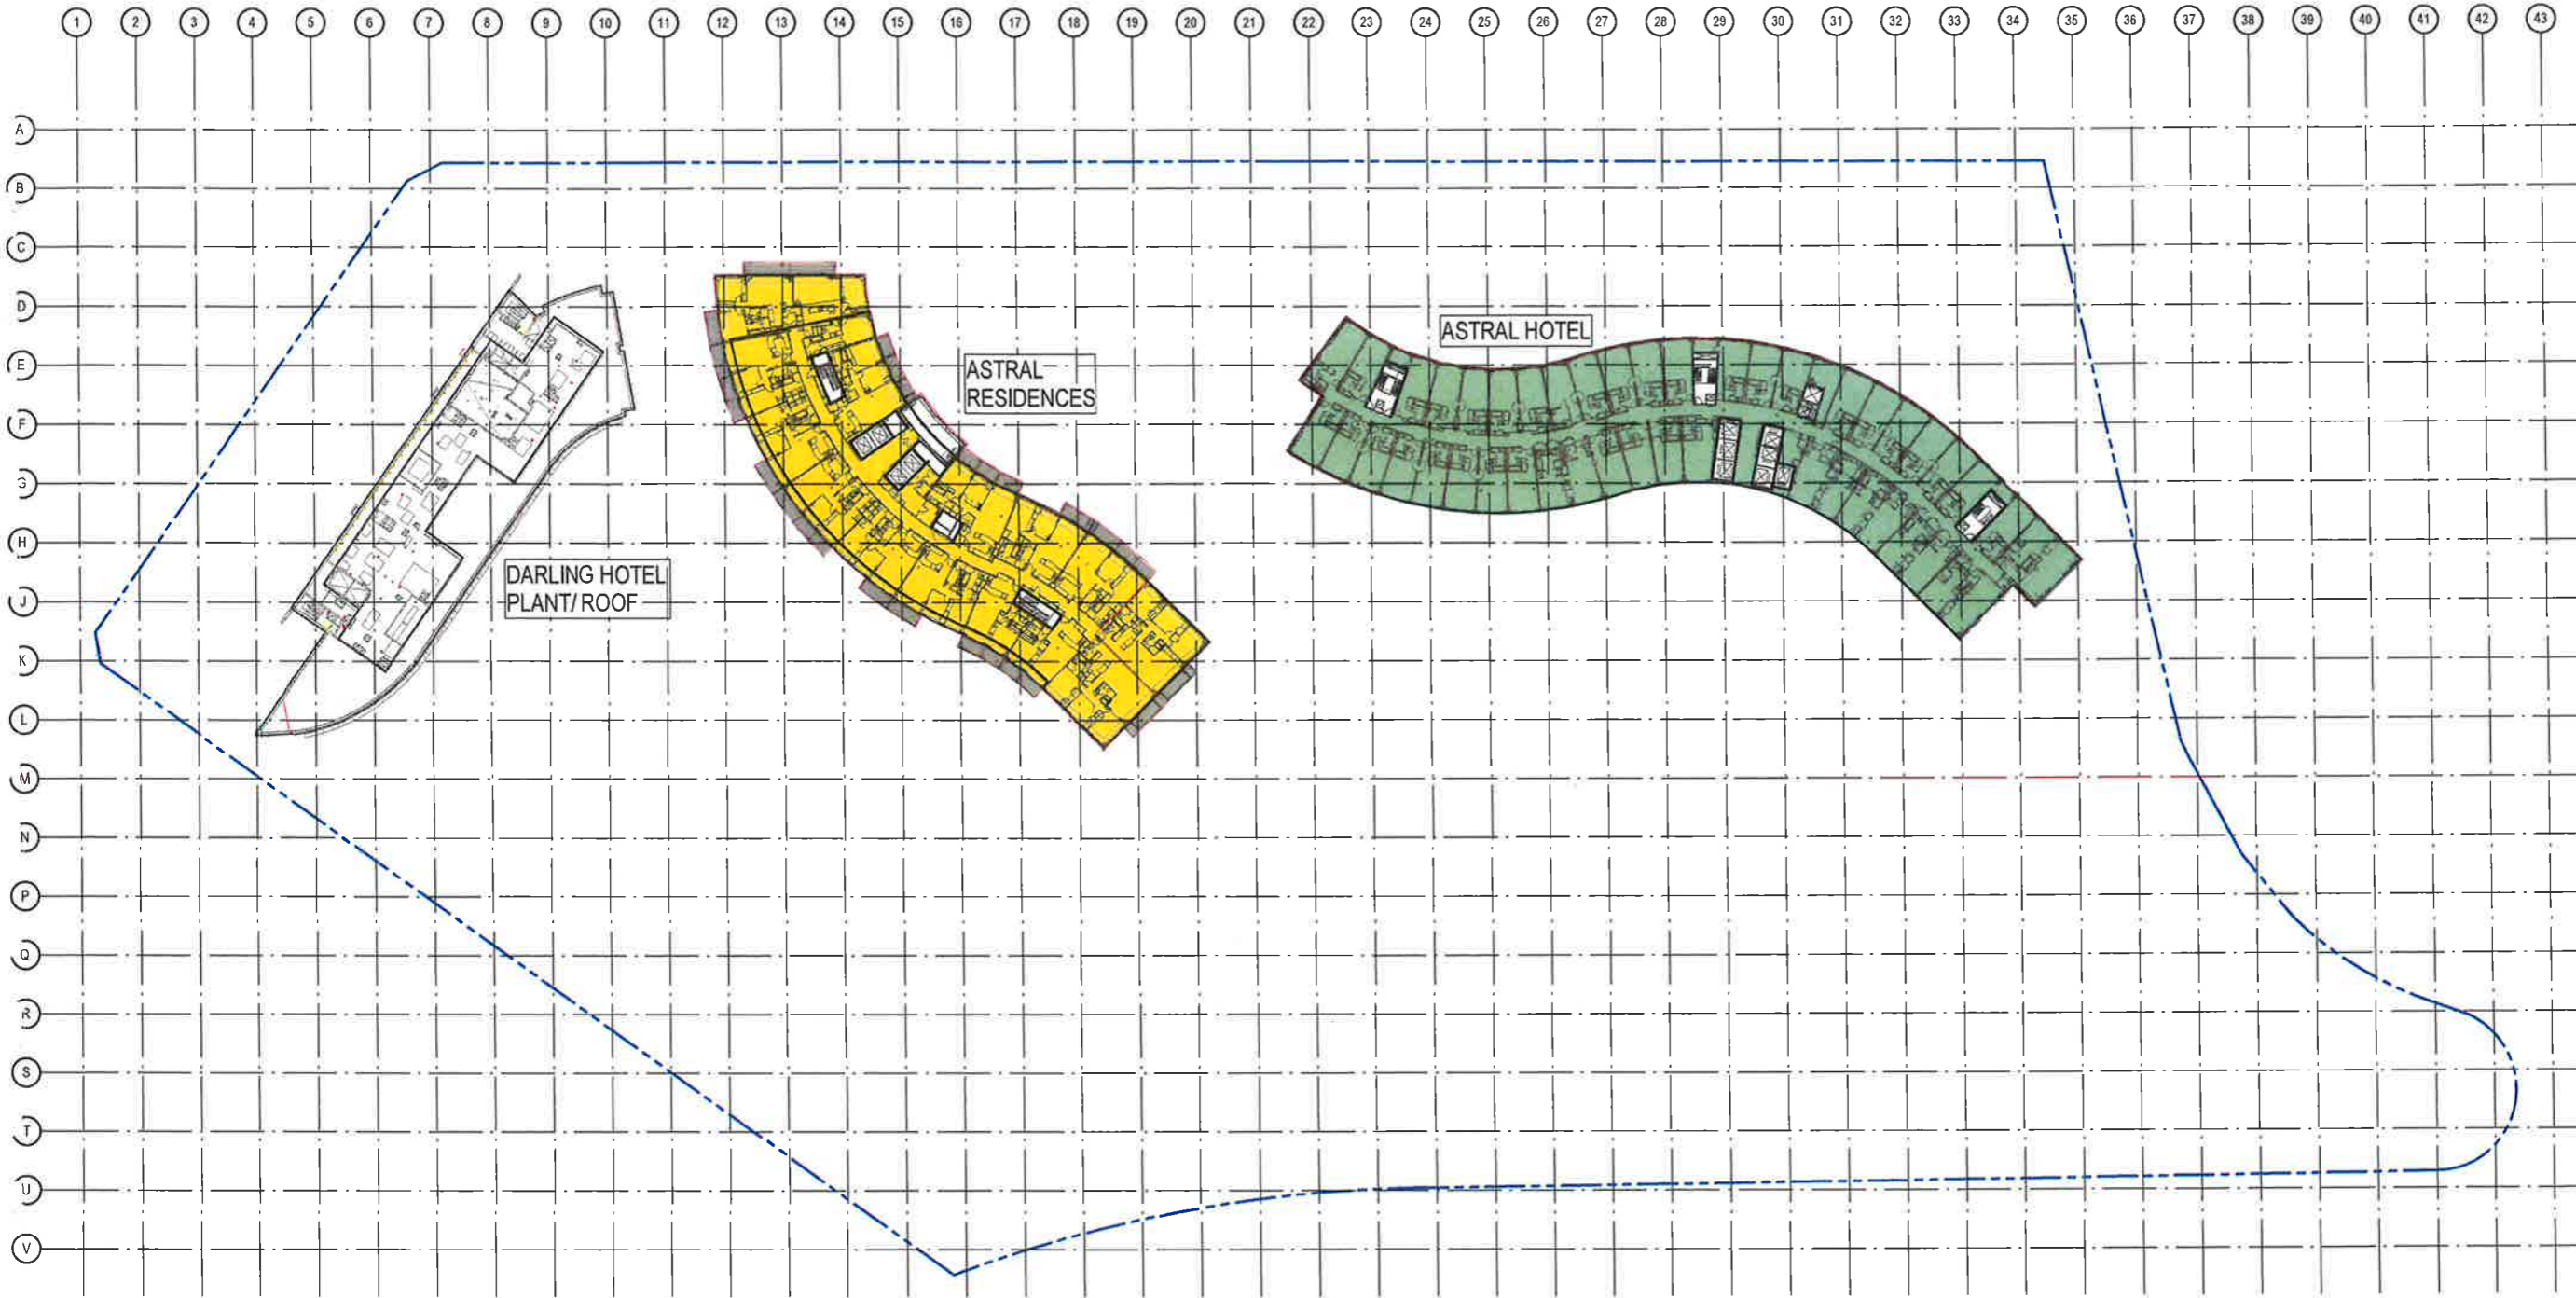 1 2 3 4 5 6 7 8 9 10 11 12 13 14 15 16 17 18 19 20 21 22 23 24 25 26 27 28 29 30 31 32 33 34 35 36 37 38 39 40 41 42 43
A
B
C
D
E
F
G
H
J
K
L
M
N
P
Q
R
S
T
U
V
ASTRAL HOTEL
ASTRAL
RESIDENCES
DARLING HOTEL
PLANT/ ROOF